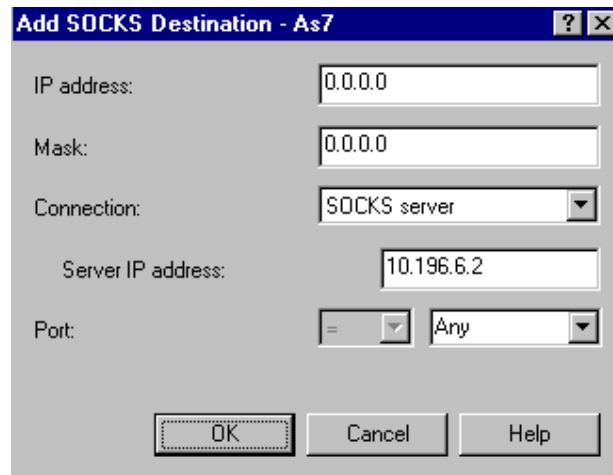 Add SOCKS Destination - As7
IP address: 0.0.0.0
Mask: 0.0.0.0
Connection: SOCKS server
Server IP address: 10.196.6.2
Port: = Any
OK Cancel Help